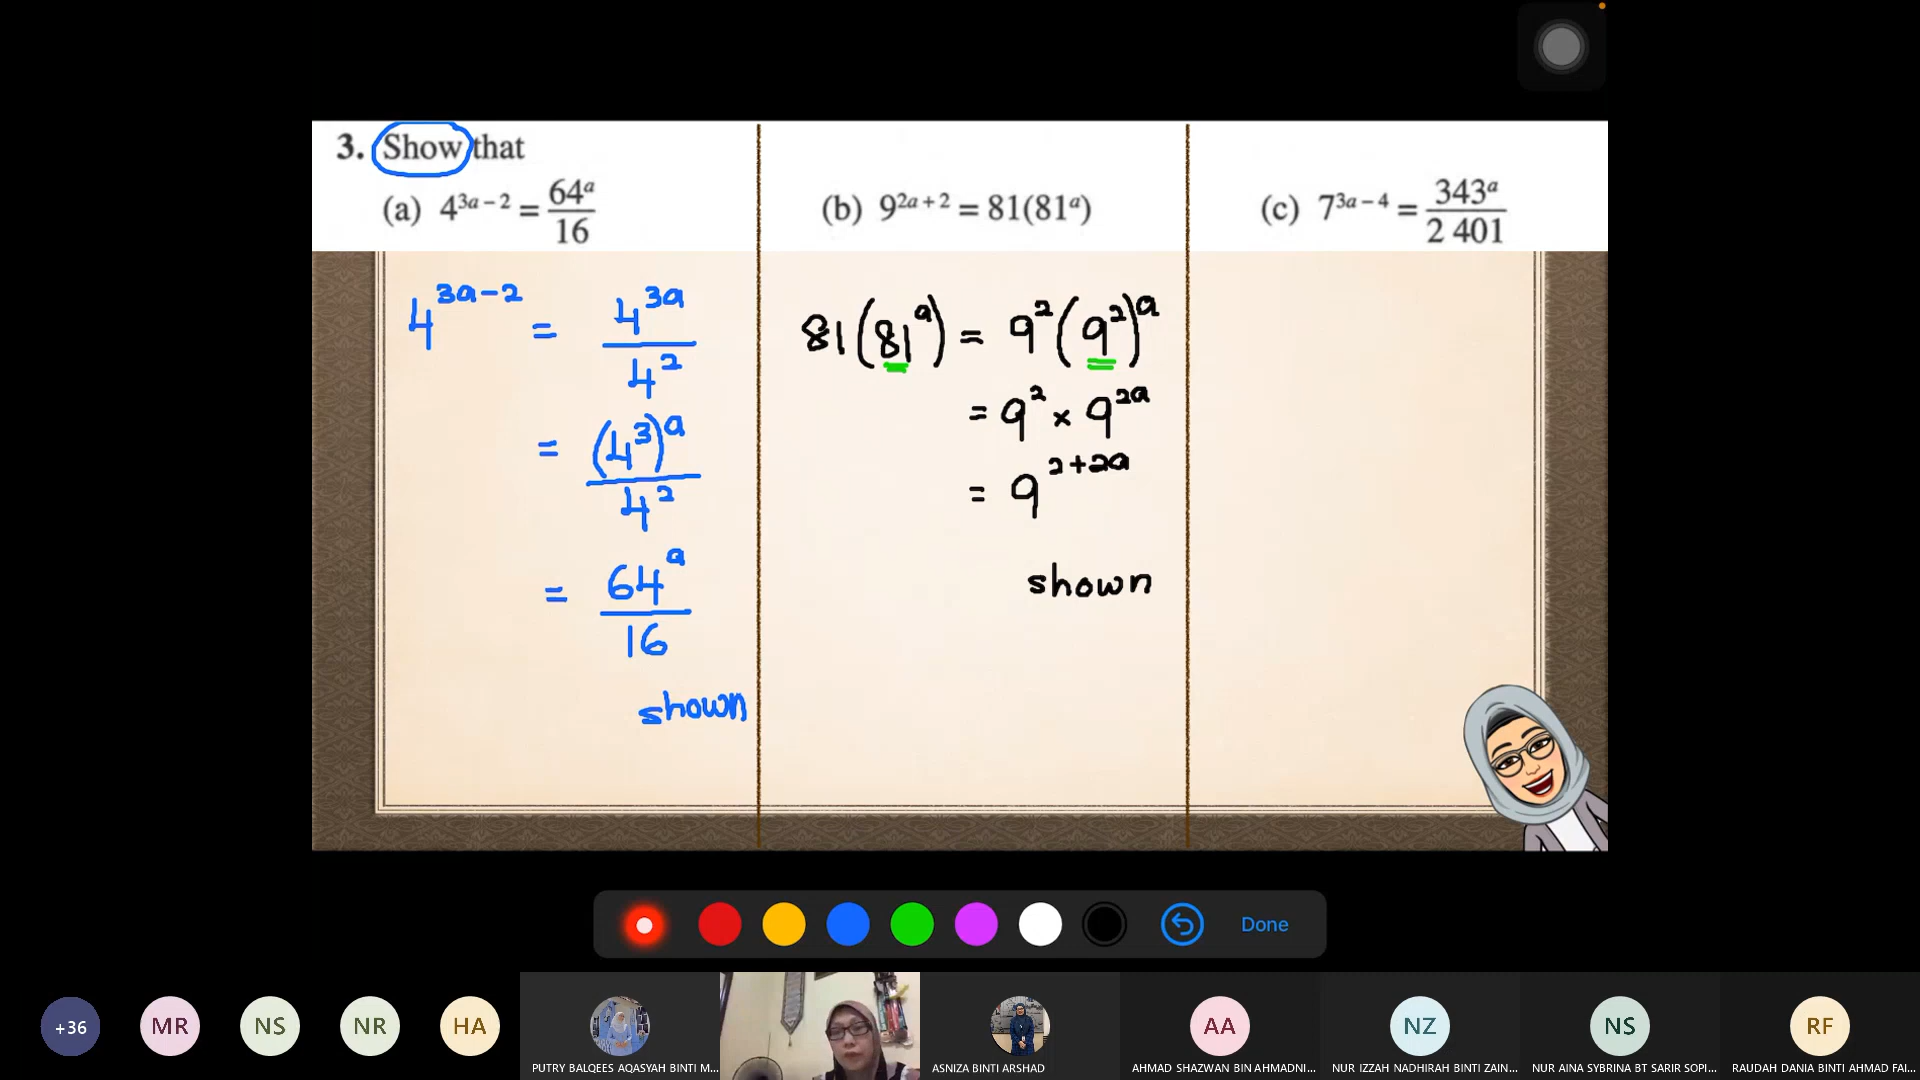 3. Show that
(a) 4^{3a – 2} = 64^a / 16
(b) 9^{2a + 2} = 81(81^a)
(c) 7^{3a – 4} = 343^a / 2 401
4^{3a-2} = 4^{3a} / 4^2
= (4^3)^a / 4^2
= 64^a / 16
shown
81(81^a) = 9^2(9^2)^a
= 9^2 × 9^{2a}
= 9^{2+2a}
shown
Done
+36
MR
NS
NR
HA
PUTRY BALQEES AQASYAH BINTI M...
ASNIZA BINTI ARSHAD
AA
AHMAD SHAZWAN BIN AHMADNI...
NZ
NUR IZZAH NADHIRAH BINTI ZAIN...
NS
NUR AINA SYBRINA BT SARIR SOPI...
RF
RAUDAH DANIA BINTI AHMAD FAI...